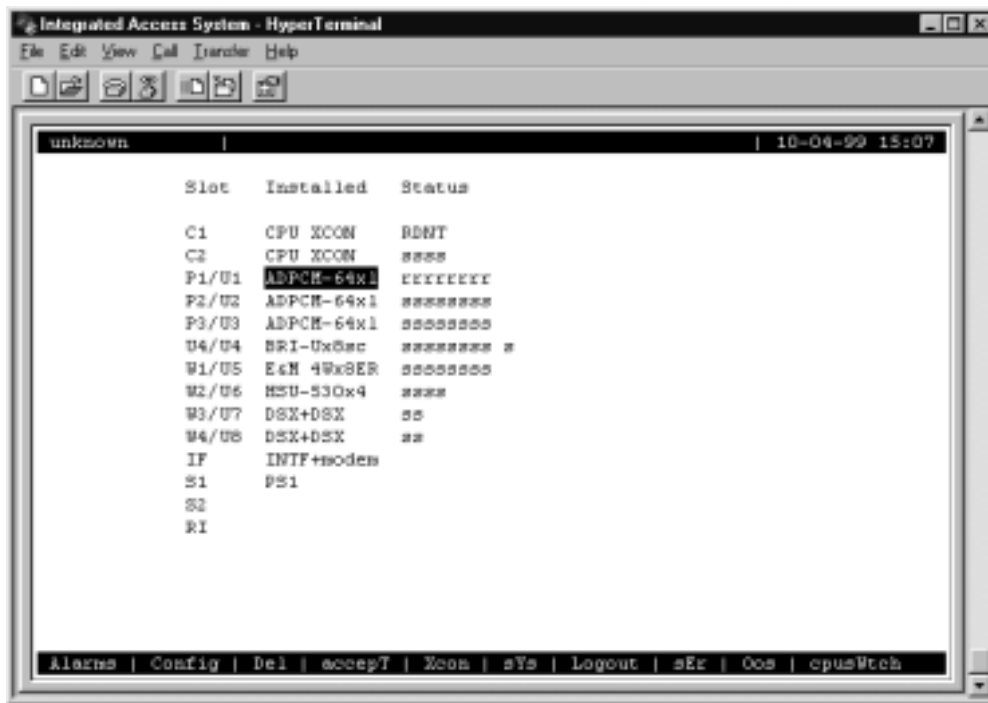 Integrated Access System - HyperTerminal
File Edit View Call Transfer Help
unknown | | 10-04-99 15:07
Slot Installed Status
C1 CPU XCON RDNT
C2 CPU XCON ssss
P1/U1 ADPCM-64x1 rrrrrrrr
P2/U2 ADPCM-64x1 ssssssss
P3/U3 ADPCM-64x1 ssssssss
U4/U4 BRI-Ux8sc ssssssss s
W1/U5 E&M 4Wx8ER ssssssss
W2/U6 HSU-530x4 ssss
W3/U7 DSX+DSX ss
W4/U8 DSX+DSX ss
IF INTF+modem
S1 PS1
S2
RI
Alarms | Config | Del | accepT | Xcon | sYs | Logout | sEr | Oos | cpusWtch